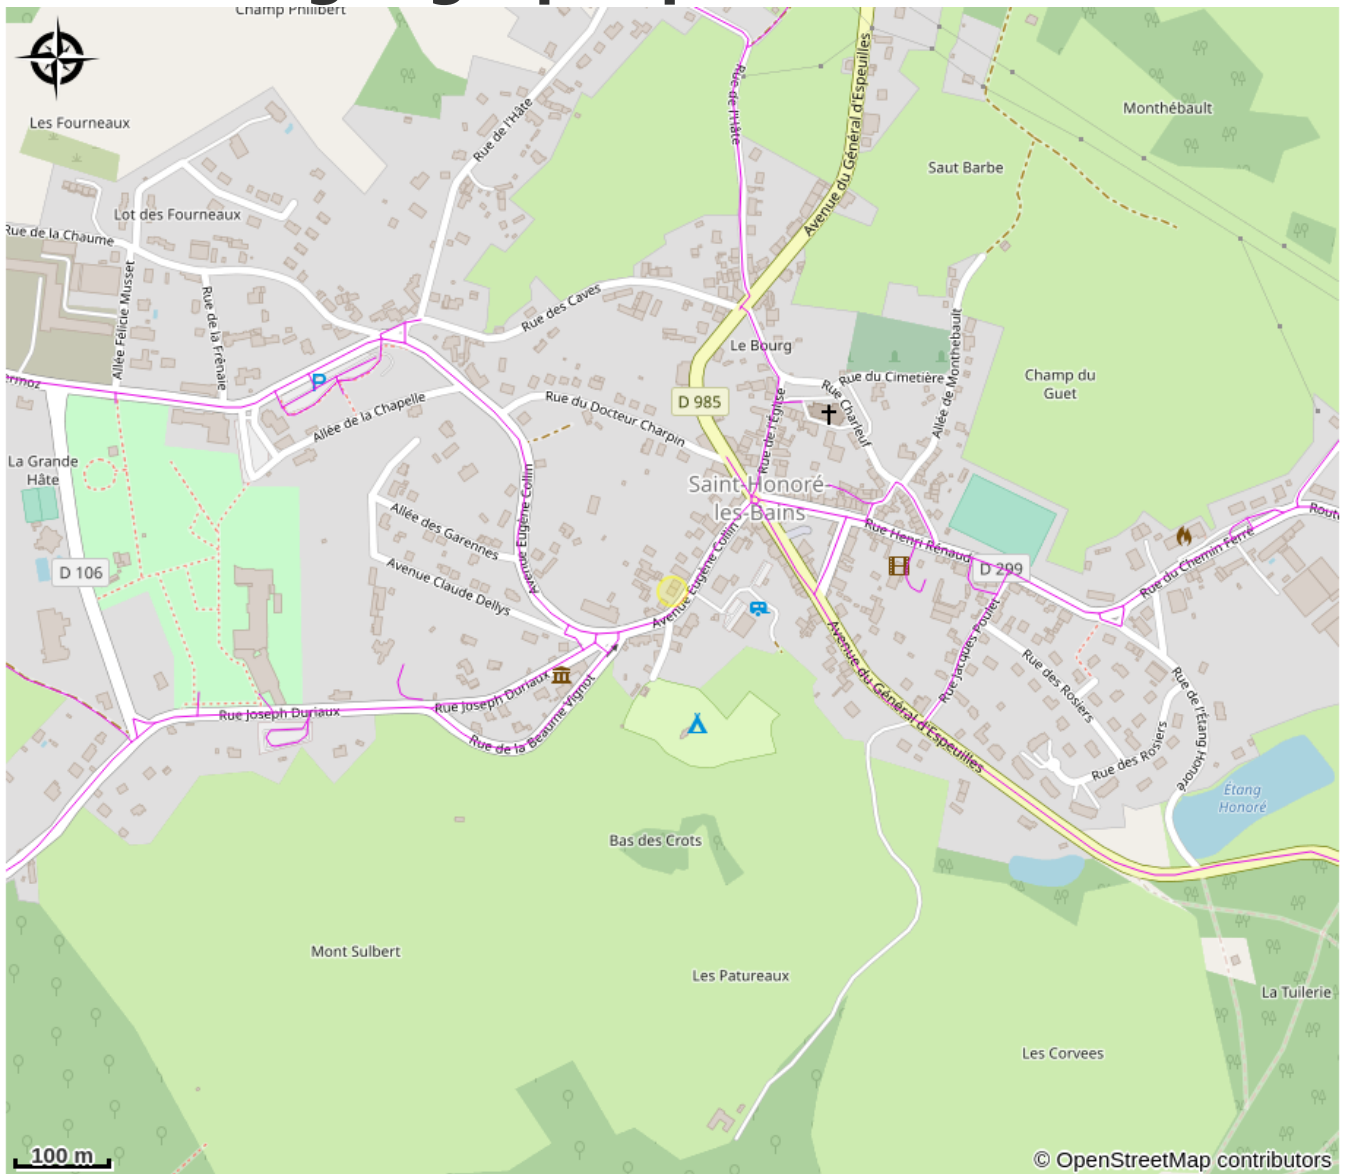 Champ Philibert
Les Fourneaux
Rue de l'Hâte
Rue de l'Hâte
Avenue du Général d'Espeuilles
Monthébault
Saut Barbe
Lot des Fourneaux
Rue de la Chaume
Allée Félicie Musset
Rue de la Frênaie
Rue des Caves
Le Bourg
Rue du Cimetière
Allée de Monthebault
Champ du
Guet
P
ermoz
Allée de la Chapelle
Rue du Docteur Charpin
D 985
Rue de l'Église
Rue Charleuf
La Grande
Hâte
Saint-Honoré-
les-Bains
Avenue Eugène Collin
Allée des Garennes
Avenue Claude Dellys
Avenue Eugène Collin
Rue Henri Renaud
D 299
Rue du Chemin Ferré
Route
D 106
Rue Jacques Poulet
Rue des Rosiers
Rue de l'Étang Honoré
Rue des Rosiers
Avenue du Général d'Espeuilles
Rue Joseph Duriaux
Rue Joseph Duriaux
Rue de la Beaume Vignot
Étang
Honoré
Bas des Crots
Mont Sulbert
Les Patureaux
La Tuilerie
Les Corvees
100 m
© OpenStreetMap contributors